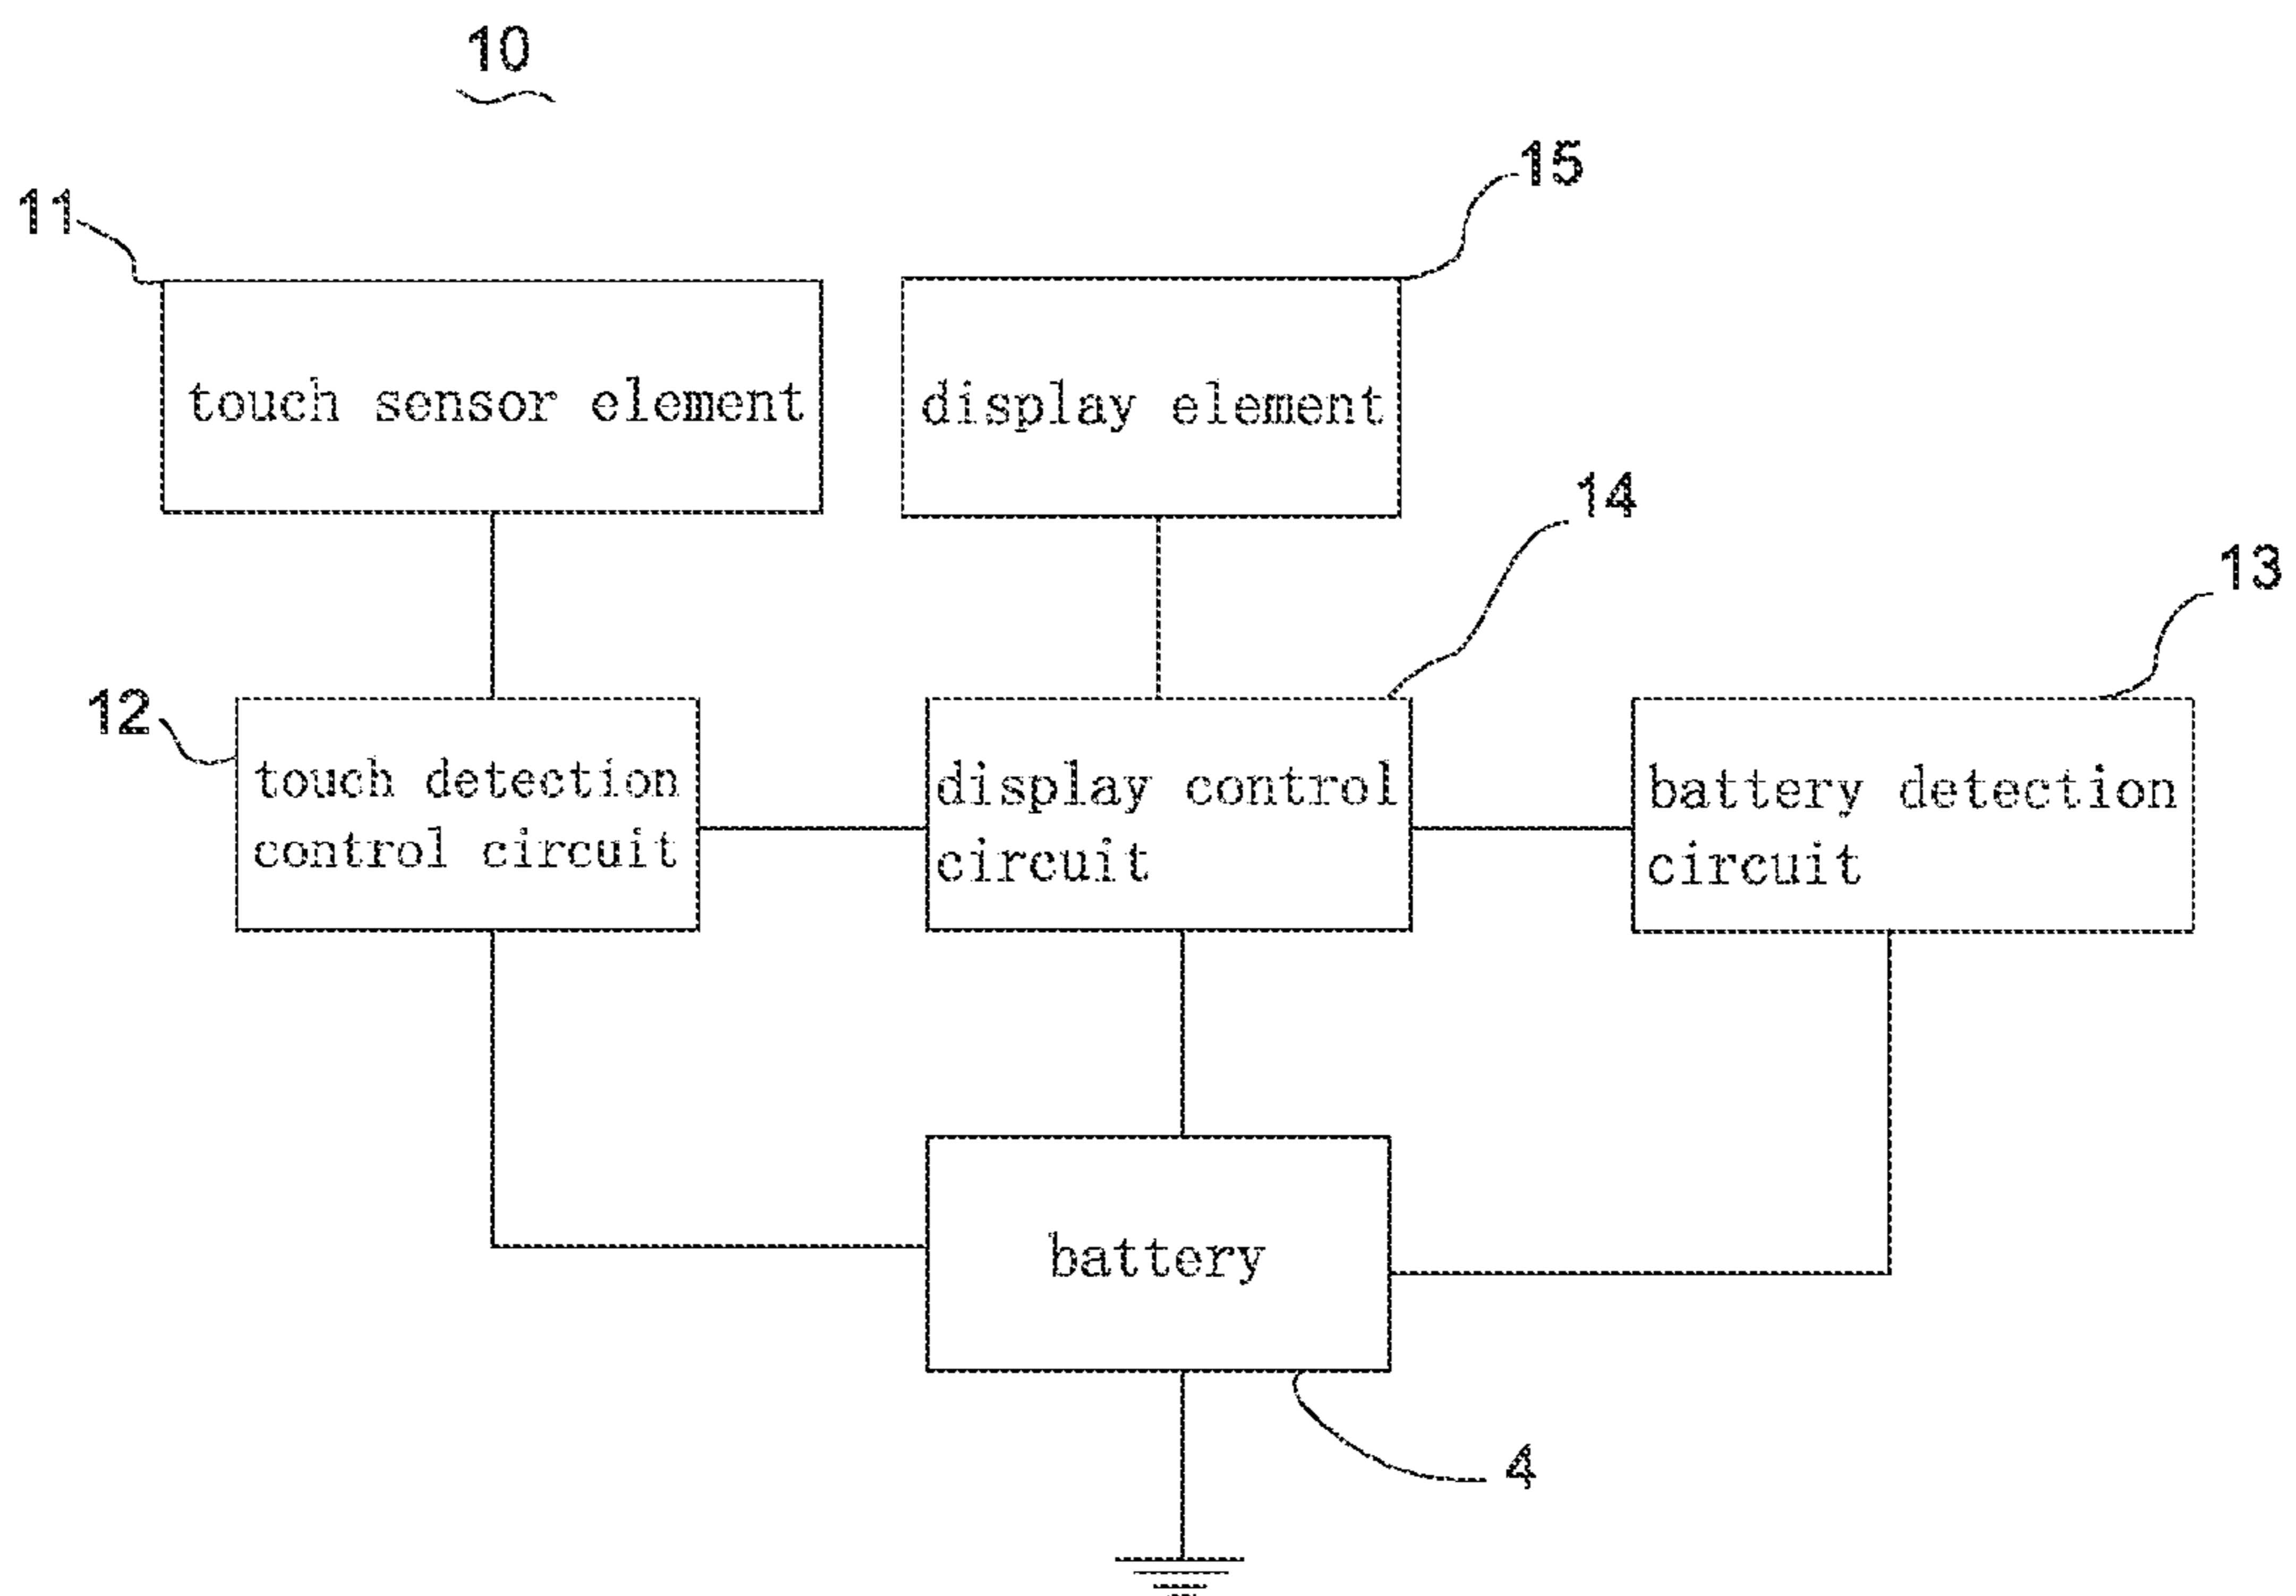 10
15
11
touch sensor element
display element
14
13
12
touch detection
control circuit
display control
circuit
battery detection
circuit
battery
4